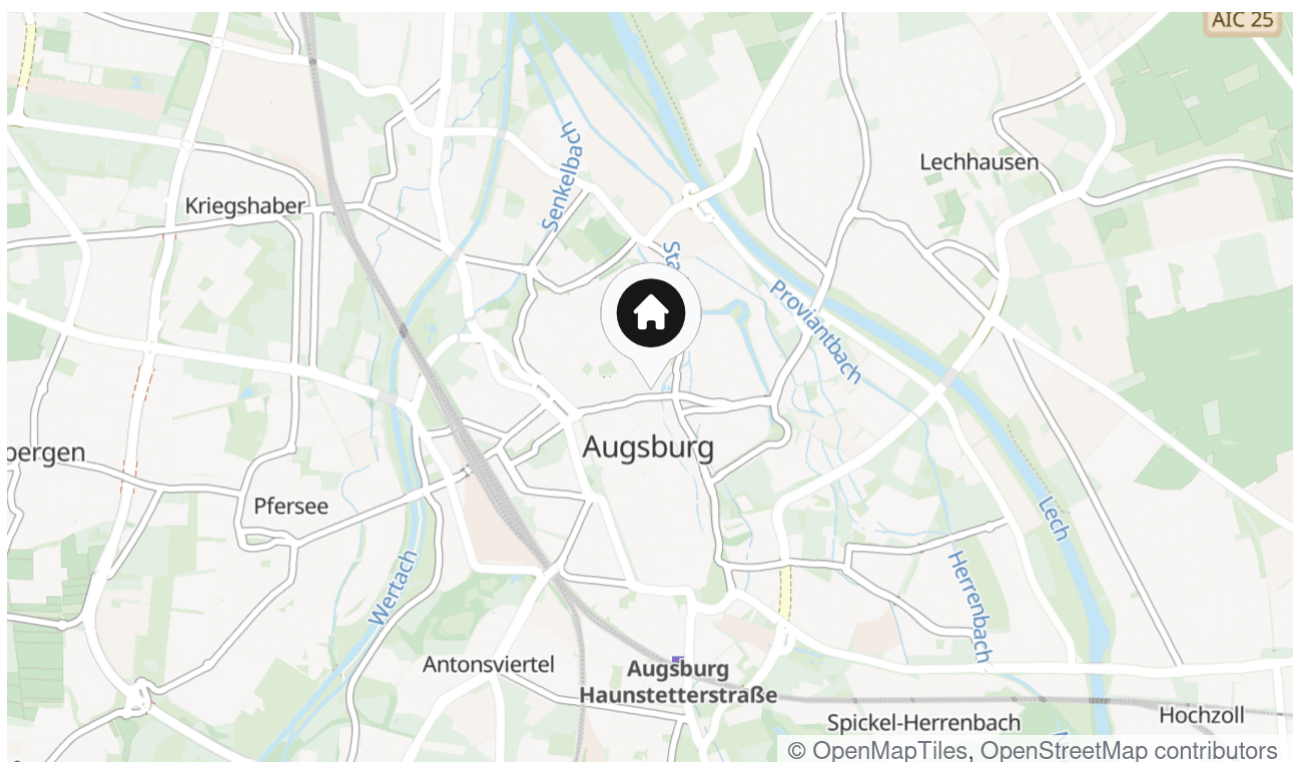 AIC 25
Senkelbach
Lechhausen
Kriegshaber
Proviantbach
Augsburg
Pfersee
Lech
Wertach
Herrenbach
Antonsviertel
Augsburg
Haunstetterstraße
Spickel-Herrenbach
Hochzoll
© OpenMapTiles, OpenStreetMap contributors